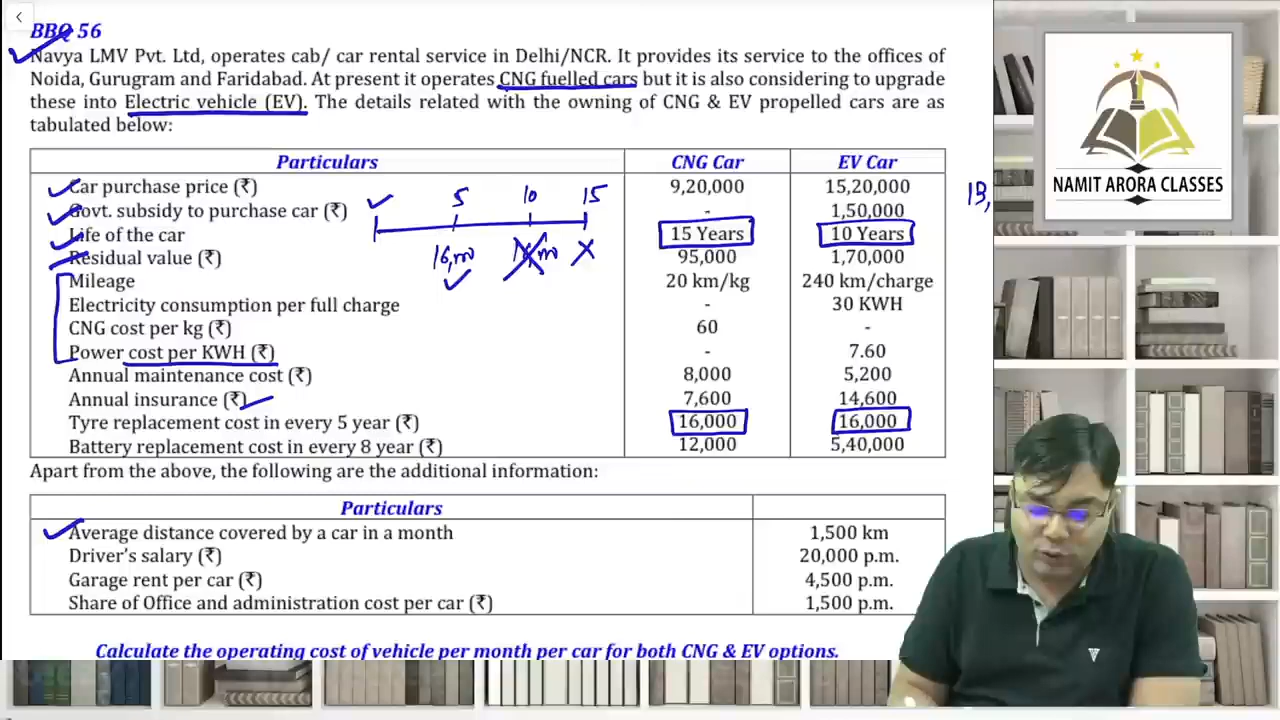 BBQ 56
Navya LMV Pvt. Ltd, operates cab/ car rental service in Delhi/NCR. It provides its service to the offices of
Noida, Gurugram and Faridabad. At present it operates CNG fuelled cars but it is also considering to upgrade
these into Electric vehicle (EV). The details related with the owning of CNG & EV propelled cars are as
tabulated below:
Particulars CNG Car EV Car
Car purchase price (₹) 9,20,000 15,20,000
Govt. subsidy to purchase car (₹) - 1,50,000
Life of the car 15 Years 10 Years
Residual value (₹) 95,000 1,70,000
Mileage 20 km/kg 240 km/charge
Electricity consumption per full charge - 30 KWH
CNG cost per kg (₹) 60 -
Power cost per KWH (₹) - 7.60
Annual maintenance cost (₹) 8,000 5,200
Annual insurance (₹) 7,600 14,600
Tyre replacement cost in every 5 year (₹) 16,000 16,000
Battery replacement cost in every 8 year (₹) 12,000 5,40,000
5 10 15
Apart from the above, the following are the additional information:
Particulars
Average distance covered by a car in a month 1,500 km
Driver's salary (₹) 20,000 p.m.
Garage rent per car (₹) 4,500 p.m.
Share of Office and administration cost per car (₹) 1,500 p.m.
Calculate the operating cost of vehicle per month per car for both CNG & EV options.
13,
NAMIT ARORA CLASSES